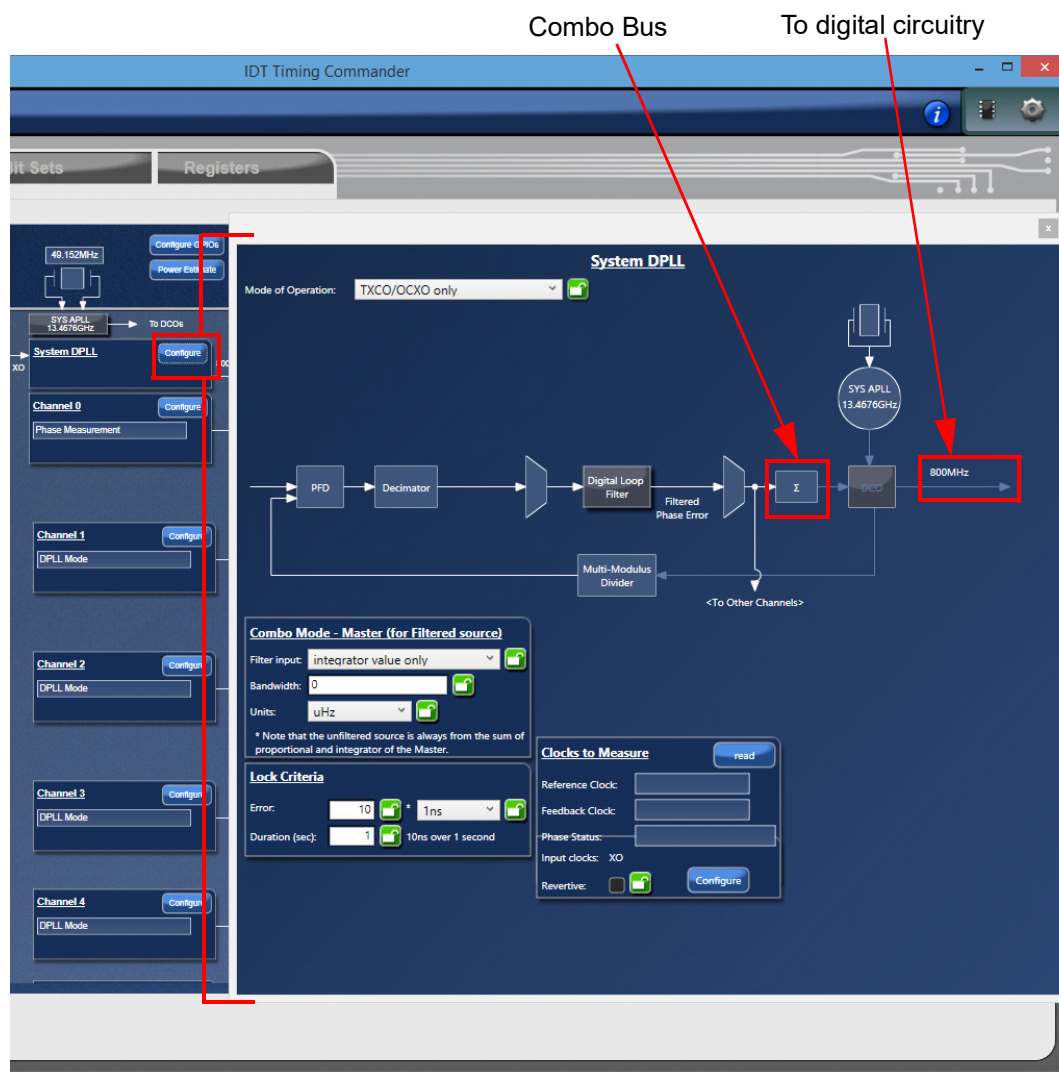 Combo Bus
To digital circuitry
IDT Timing Commander
Bit Sets
Registers
49.152MHz
Configure GPIOs
Power Estimate
SYS APLL
13.4676GHz
To DCOs
XO
System DPLL
Configure
Channel 0
Configure
Phase Measurement
Channel 1
Configure
DPLL Mode
Channel 2
Configure
DPLL Mode
Channel 3
Configure
DPLL Mode
Channel 4
Configure
DPLL Mode
x
System DPLL
Mode of Operation:
TXCO/OCXO only
SYS APLL
13.4676GHz
PFD
Decimator
Digital Loop
Filter
Filtered
Phase Error
Σ
DCO
800MHz
Multi-Modulus
Divider
<To Other Channels>
Combo Mode - Master (for Filtered source)
Filter input: integrator value only
Bandwidth: 0
Units: uHz
* Note that the unfiltered source is always from the sum of
proportional and integrator of the Master.
Lock Criteria
Error: 10 * 1ns
Duration (sec): 1 10ns over 1 second
Clocks to Measure
read
Reference Clock:
Feedback Clock:
Phase Status:
Input clocks: XO
Revertive:
Configure